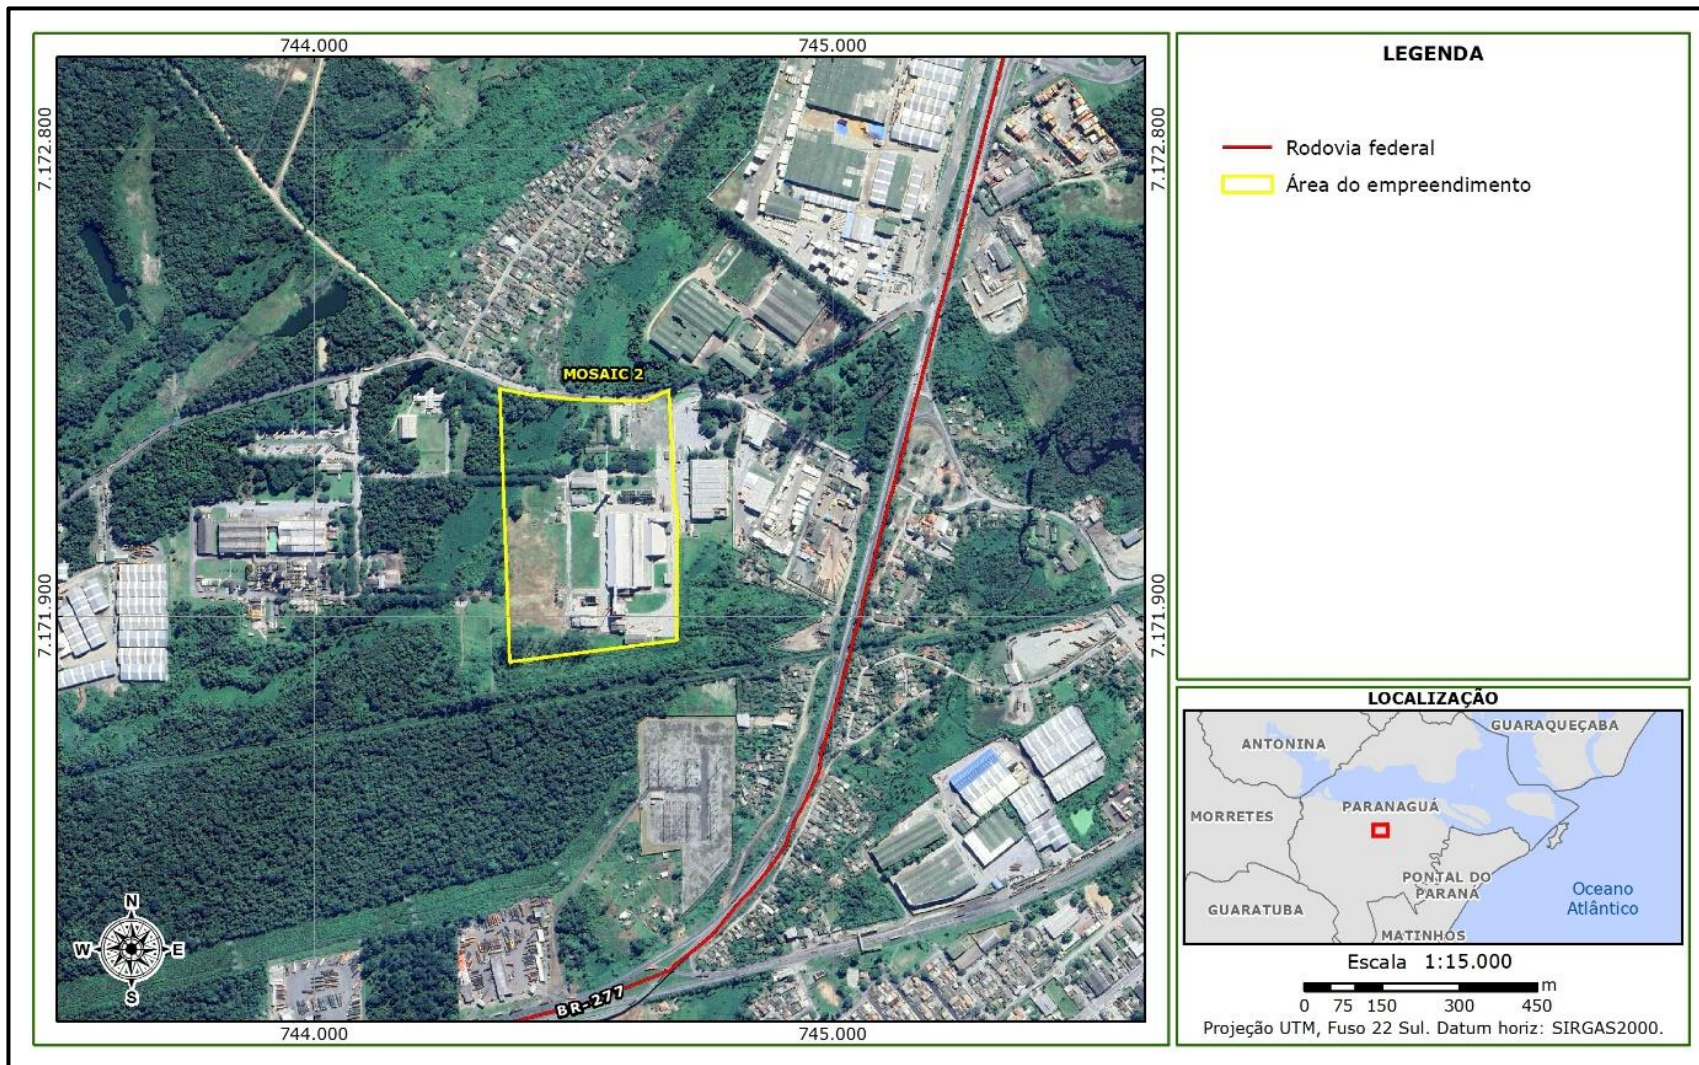 744.000
745.000
7.172.800
7.172.800
7.171.900
7.171.900
MOSAIC 2
N
W
E
S
BR-277
744.000
745.000
LEGENDA
Rodovia federal
Área do empreendimento
LOCALIZAÇÃO
GUARAQUEÇABA
ANTONINA
PARANAGUÁ
MORRETES
PONTAL DO
PARANÁ
GUARATUBA
Oceano
Atlântico
MATINHOS
Escala 1:15.000
m
0 75 150 300 450
Projeção UTM, Fuso 22 Sul. Datum horiz: SIRGAS2000.